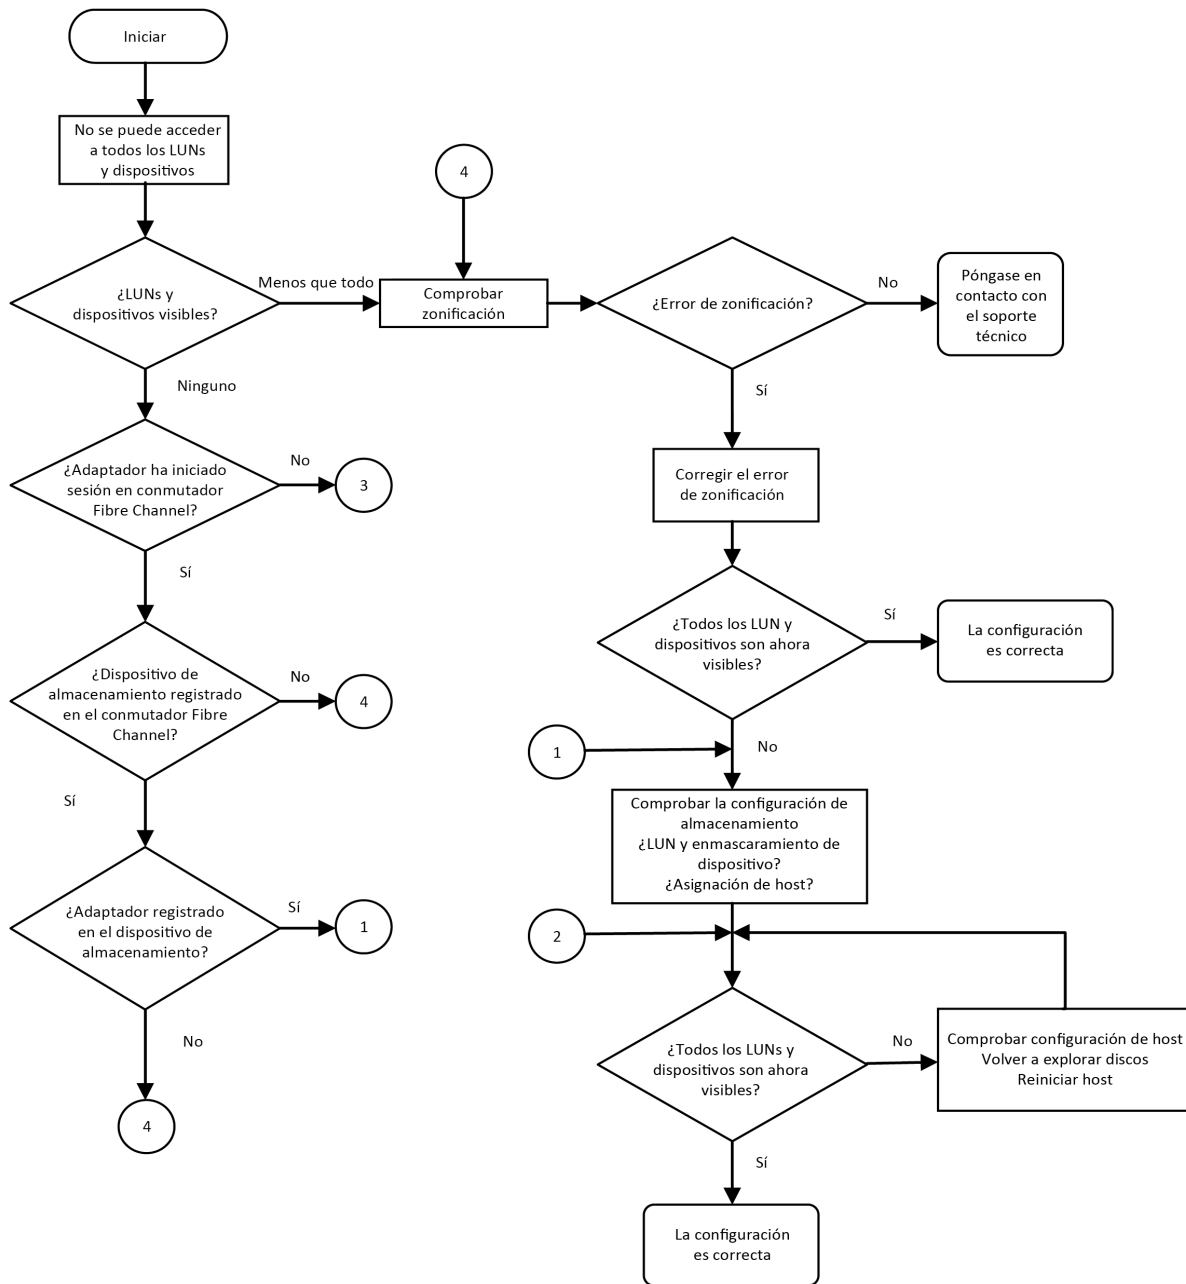 Iniciar
No se puede acceder
a todos los LUNs
y dispositivos
4
¿LUNs y
dispositivos visibles?
Menos que todo
Comprobar
zonificación
¿Error de zonificación?
No
Póngase en
contacto con
el soporte
técnico
Ninguno
Sí
¿Adaptador ha iniciado
sesión en conmutador
Fibre Channel?
No
3
Corregir el error
de zonificación
Sí
¿Todos los LUN y
dispositivos son ahora
visibles?
Sí
La configuración
es correcta
¿Dispositivo de
almacenamiento registrado
en el conmutador Fibre
Channel?
No
4
1
No
Sí
Comprobar la configuración de
almacenamiento
¿LUN y enmascaramiento de
dispositivo?
¿Asignación de host?
¿Adaptador registrado
en el dispositivo de
almacenamiento?
Sí
1
2
No
4
¿Todos los LUNs y
dispositivos son ahora
visibles?
No
Comprobar configuración de host
Volver a explorar discos
Reiniciar host
Sí
La configuración
es correcta